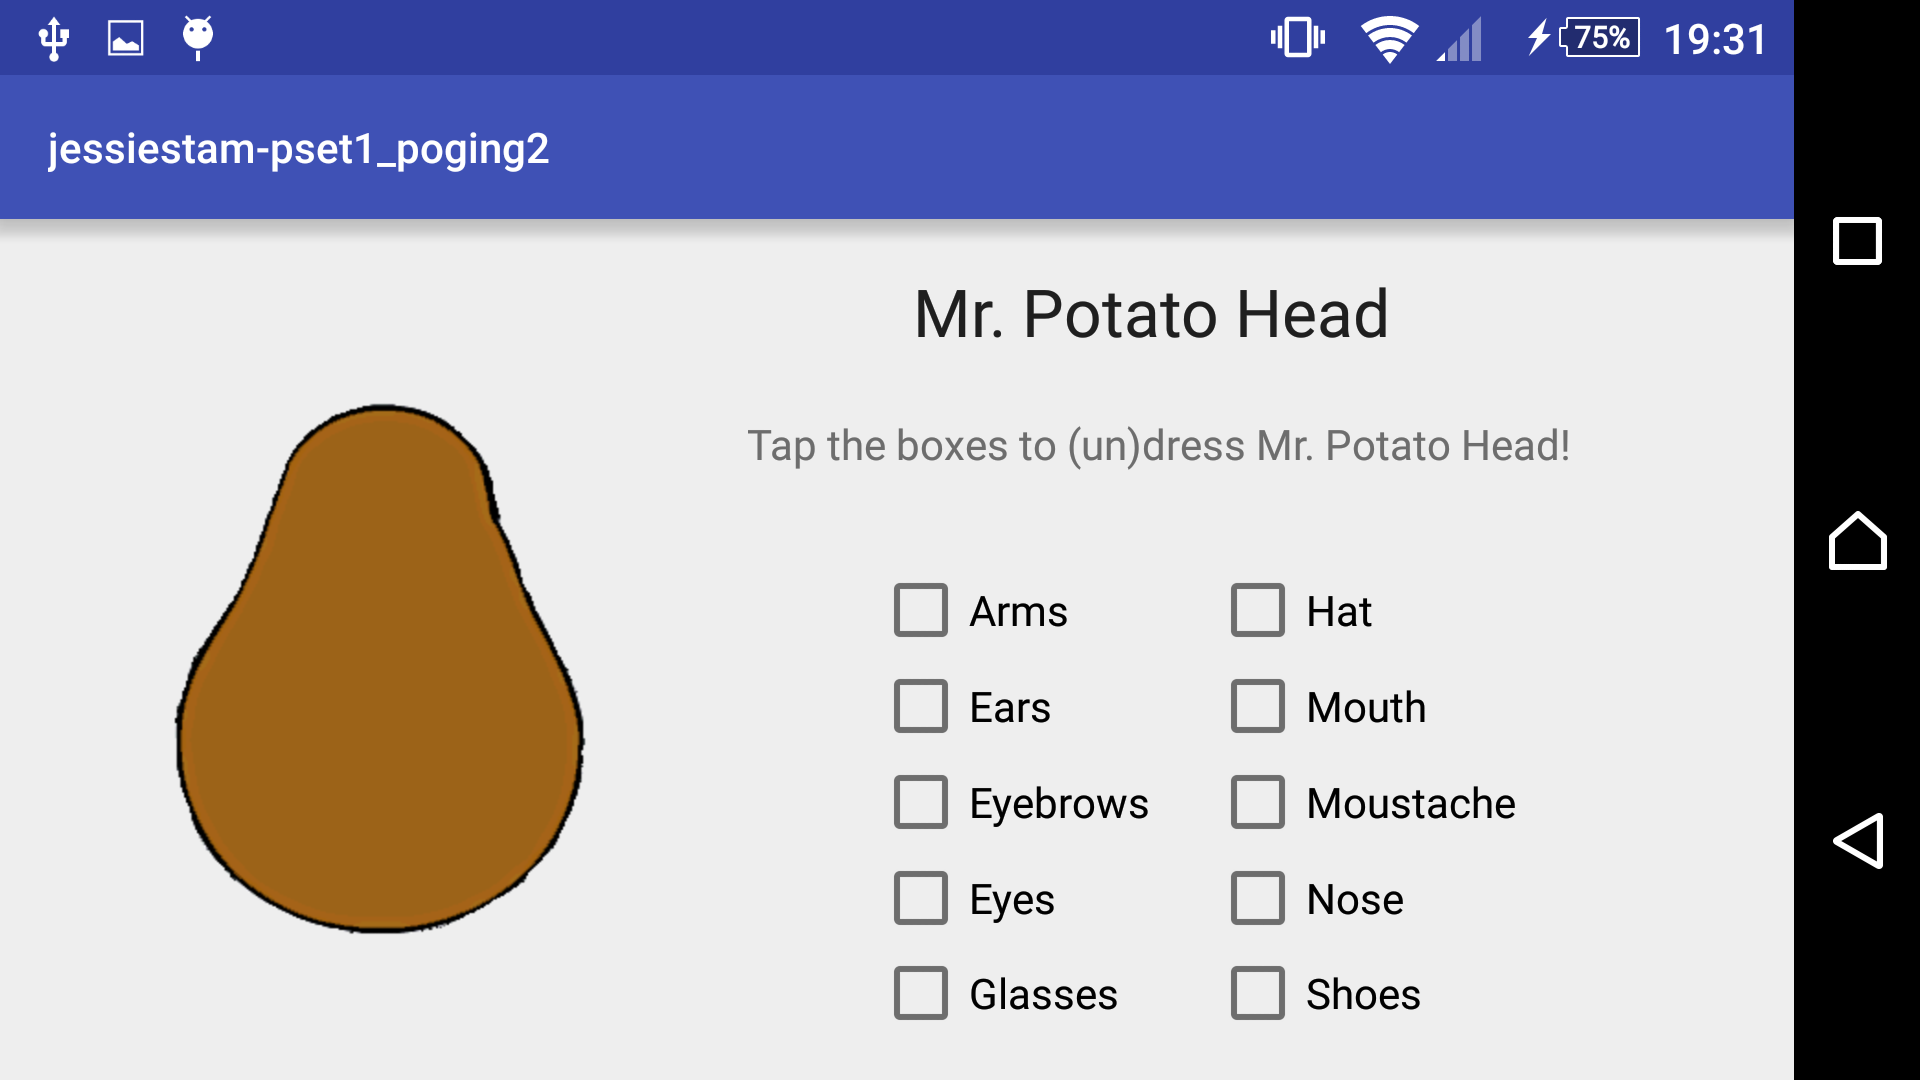 75% 19:31
jessiestam-pset1_poging2
Mr. Potato Head
Tap the boxes to (un)dress Mr. Potato Head!
Arms
Hat
Ears
Mouth
Eyebrows
Moustache
Eyes
Nose
Glasses
Shoes